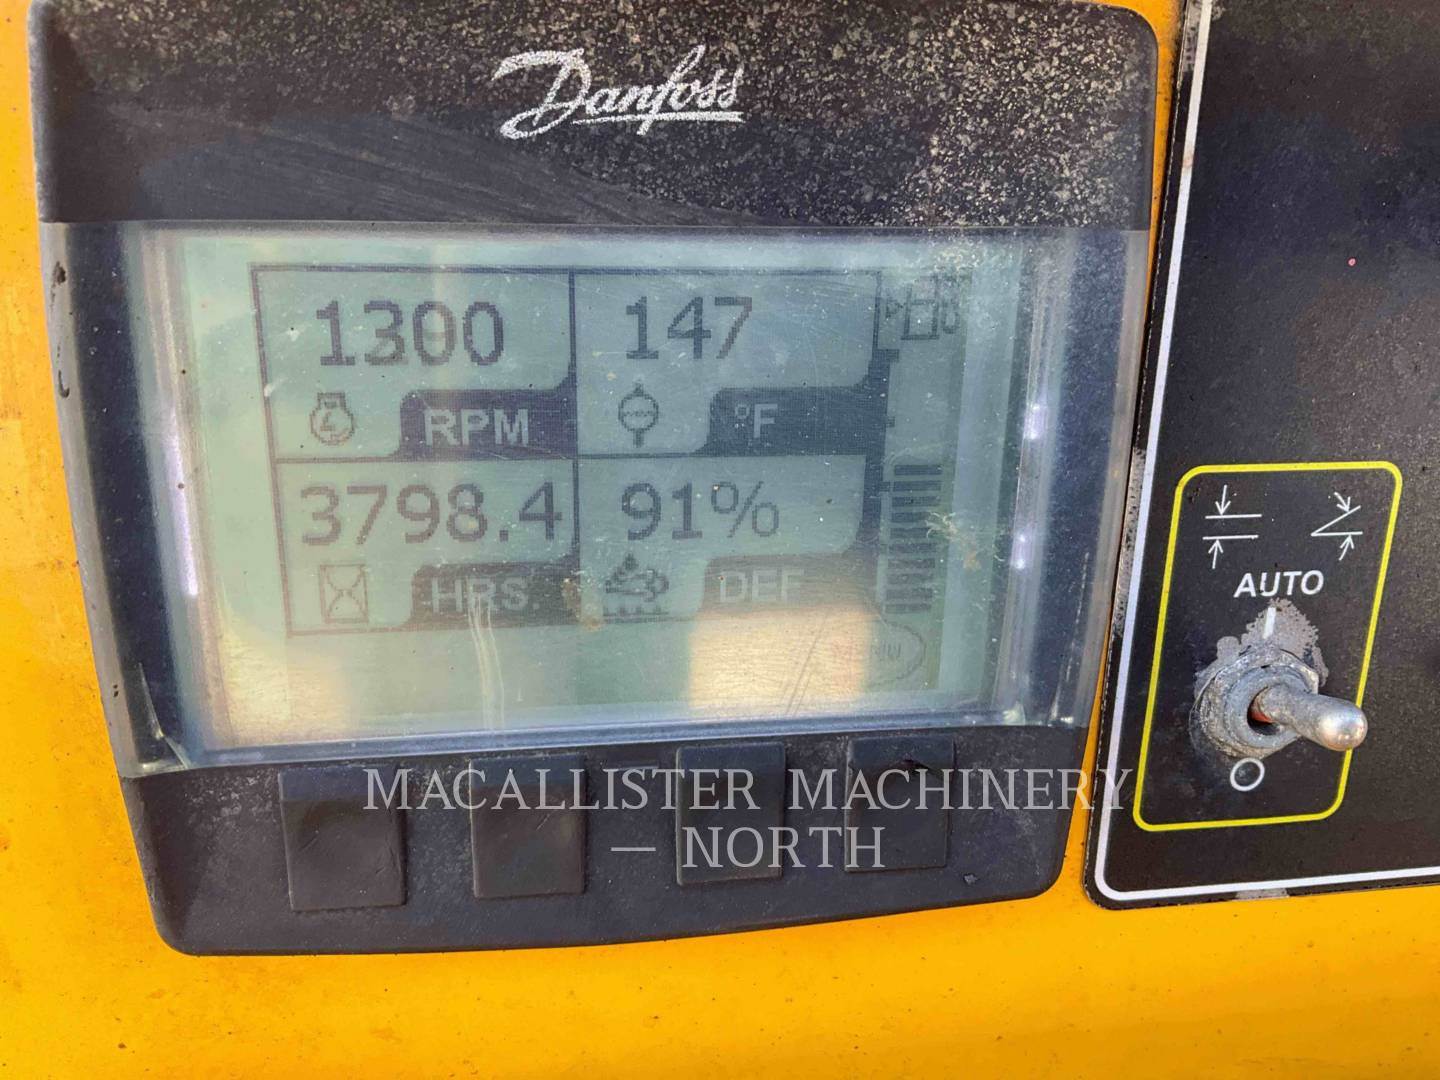 Danfoss
1300
147
RPM
°F
3798.4
91%
HRS.
DEF
AUTO
MACALLISTER MACHINERY
— NORTH